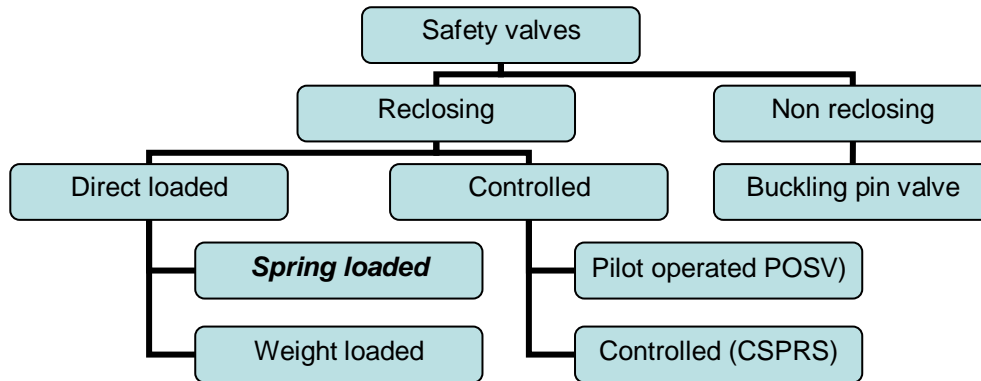 Safety valves
Reclosing
Non reclosing
Direct loaded
Controlled
Buckling pin valve
Spring loaded
Pilot operated POSV)
Weight loaded
Controlled (CSPRS)